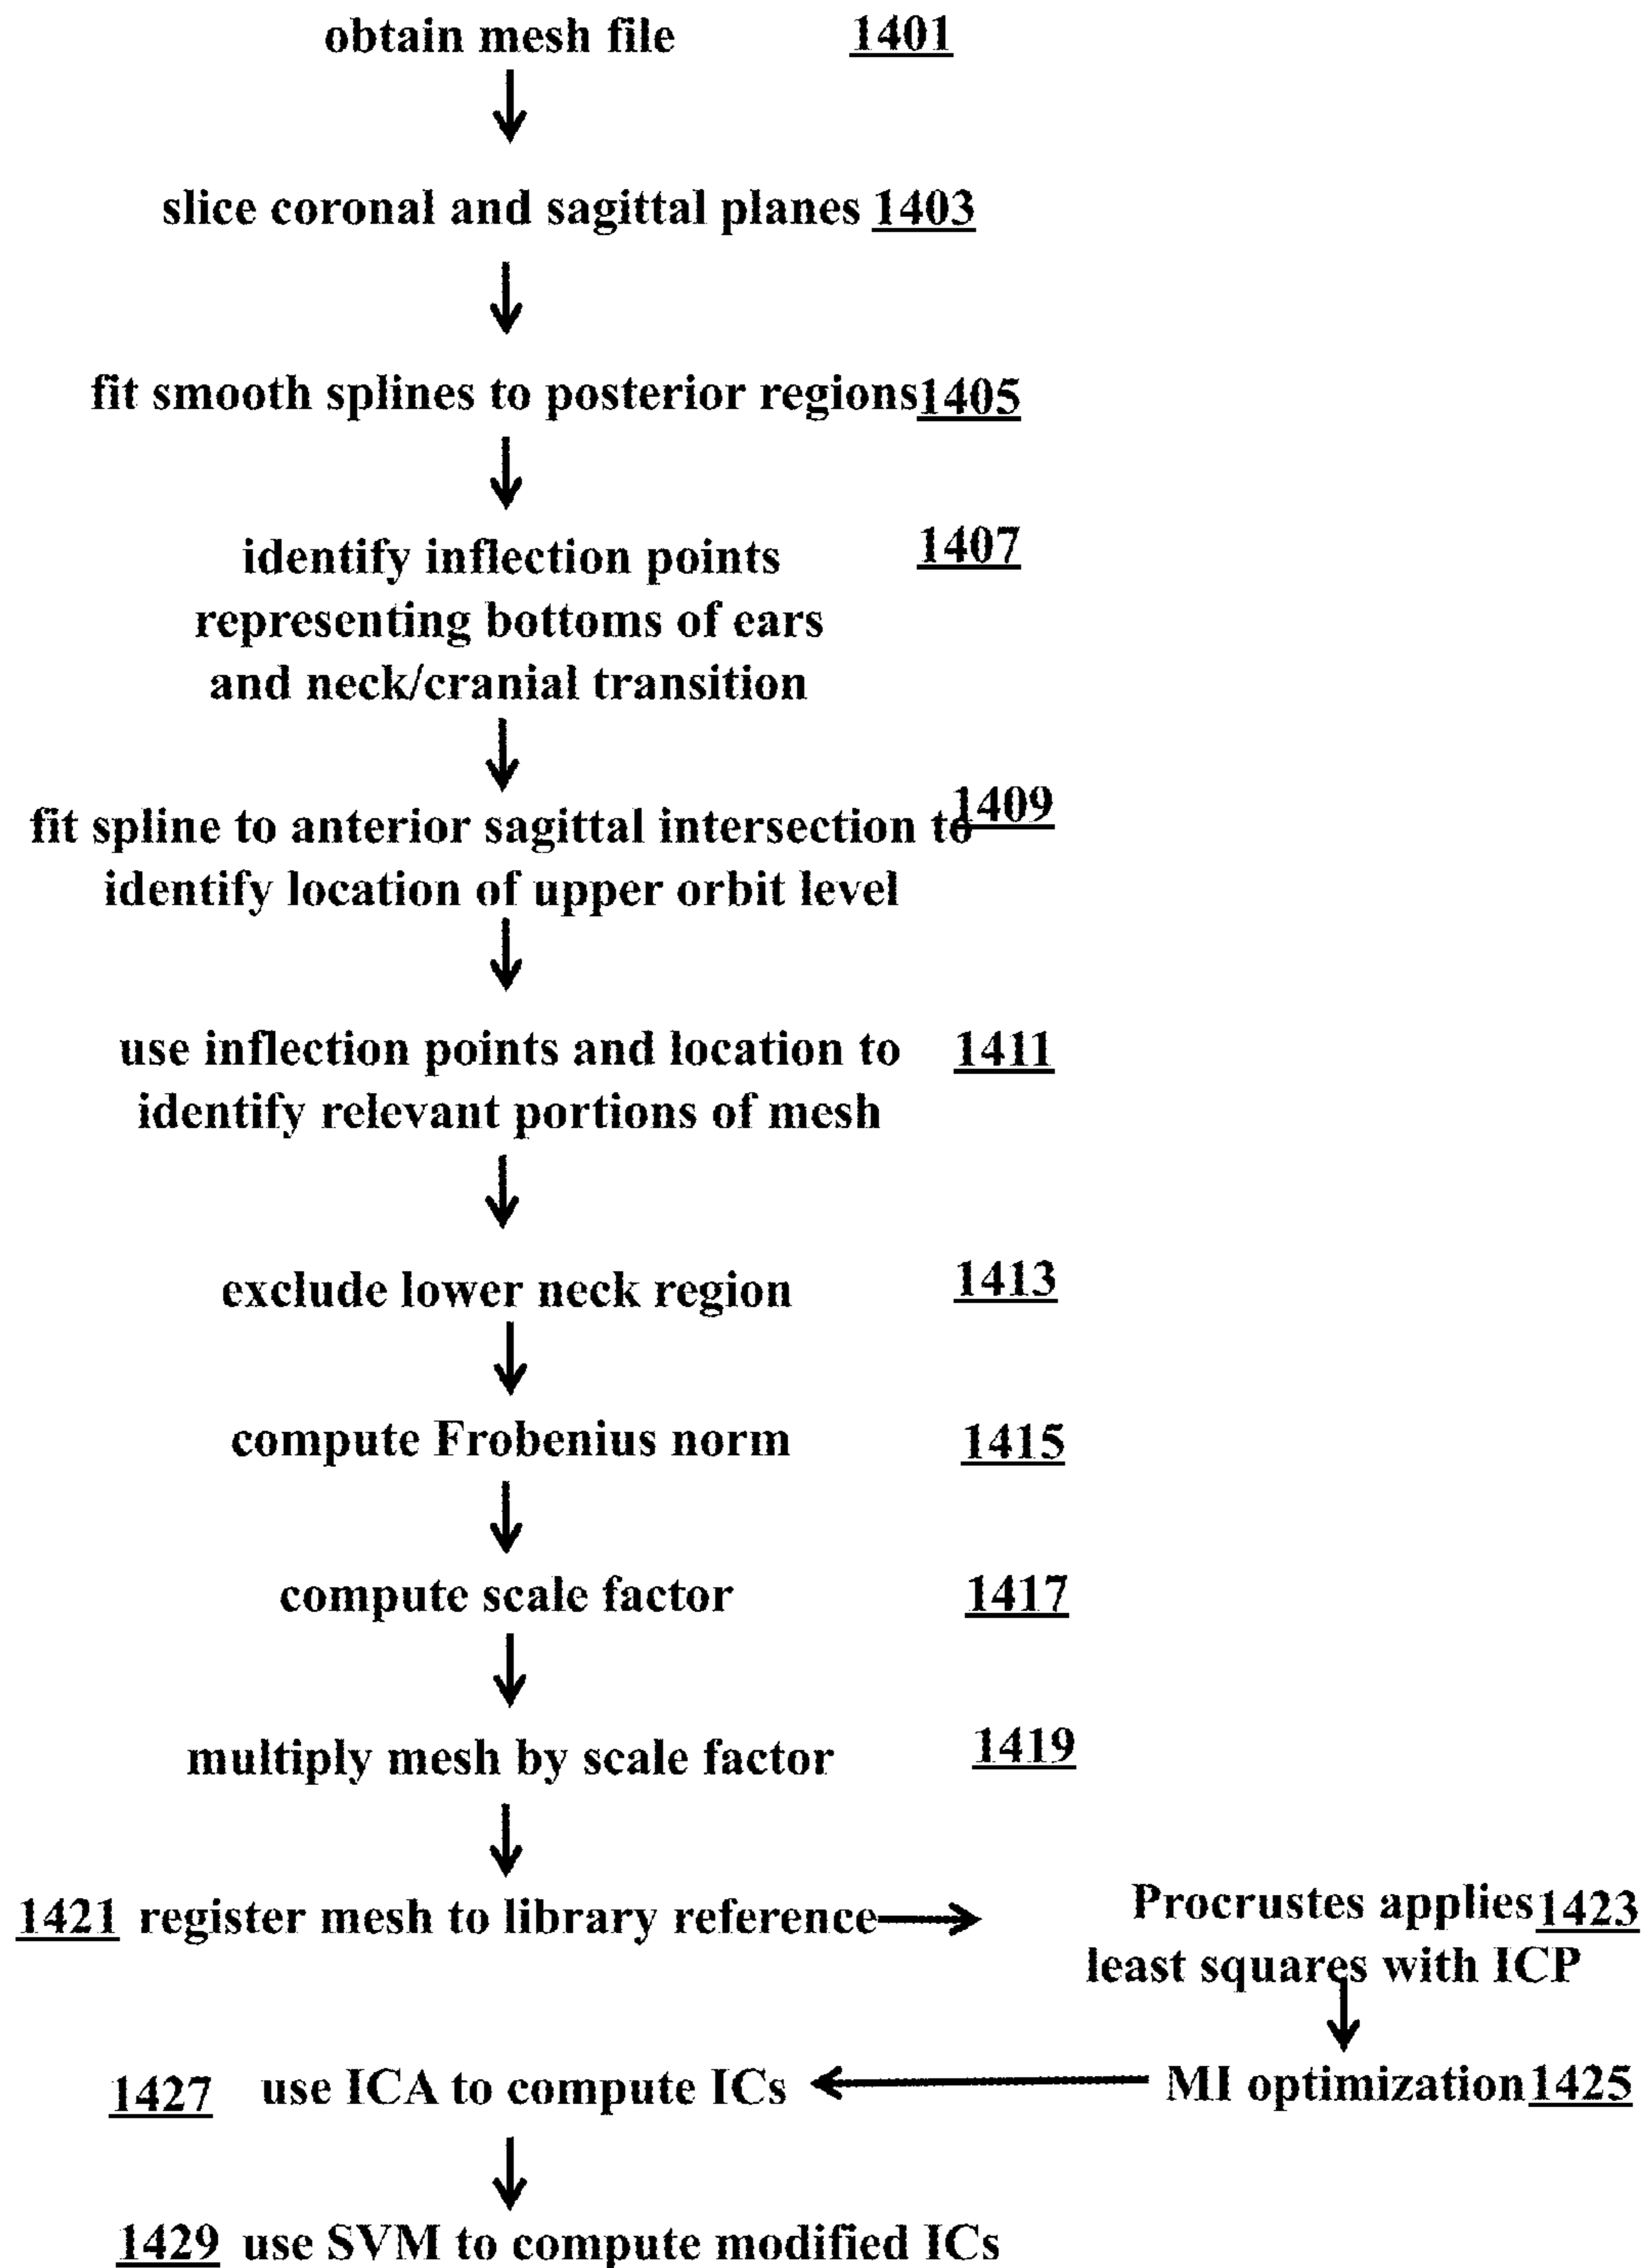 obtain mesh file 1401
slice coronal and sagittal planes 1403
fit smooth splines to posterior regions 1405
identify inflection points 1407
representing bottoms of ears
and neck/cranial transition
fit spline to anterior sagittal intersection to 1409
identify location of upper orbit level
use inflection points and location to 1411
identify relevant portions of mesh
exclude lower neck region 1413
compute Frobenius norm 1415
compute scale factor 1417
multiply mesh by scale factor 1419
1421 register mesh to library reference
Procrustes applies 1423
least squares with ICP
MI optimization 1425
1427 use ICA to compute ICs
1429 use SVM to compute modified ICs